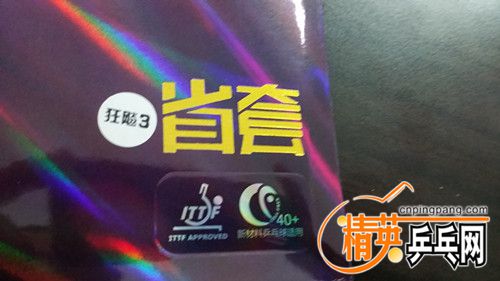 狂飚3
省套
ITTF
ITTF APPROVED
40+
新材料乒乓球适用
cnpingpang.com
精英乒乓网